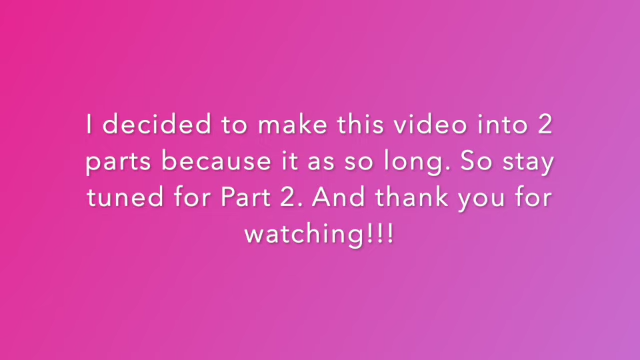 I decided to make this video into 2
parts because it as so long. So stay
tuned for Part 2. And thank you for
watching!!!